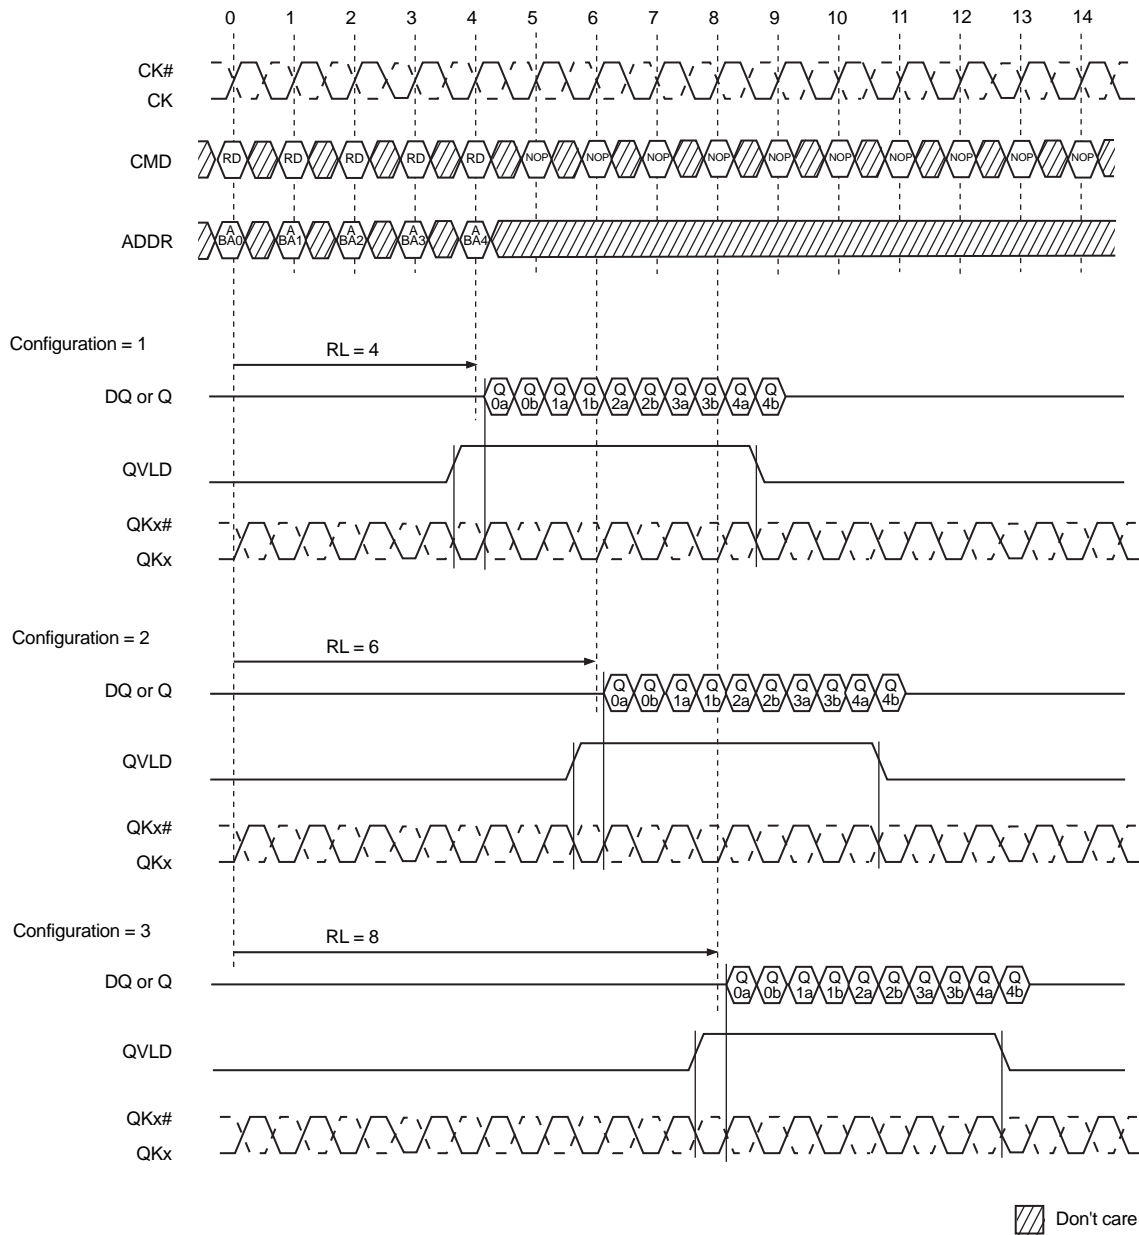 0 1 2 3 4 5 6 7 8 9 10 11 12 13 14
CK#
CK
CMD RD RD RD RD RD NOP NOP NOP NOP NOP NOP NOP NOP NOP NOP
A A A A A
ADDR BA0 BA1 BA2 BA3 BA4
Configuration = 1
RL = 4
Q Q Q Q Q Q Q Q Q Q
DQ or Q 0a 0b 1a 1b 2a 2b 3a 3b 4a 4b
QVLD
QKx#
QKx
Configuration = 2
RL = 6
Q Q Q Q Q Q Q Q Q Q
DQ or Q 0a 0b 1a 1b 2a 2b 3a 3b 4a 4b
QVLD
QKx#
QKx
Configuration = 3
RL = 8
Q Q Q Q Q Q Q Q Q Q
DQ or Q 0a 0b 1a 1b 2a 2b 3a 3b 4a 4b
QVLD
QKx#
QKx
Don't care